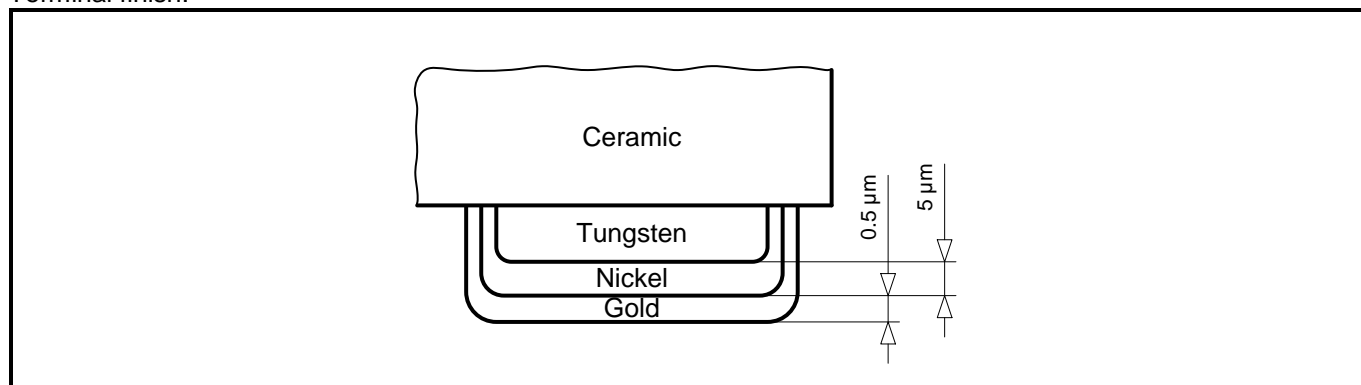 Terminal finish:
Ceramic
Tungsten
Nickel
Gold
0.5 µm
5 µm